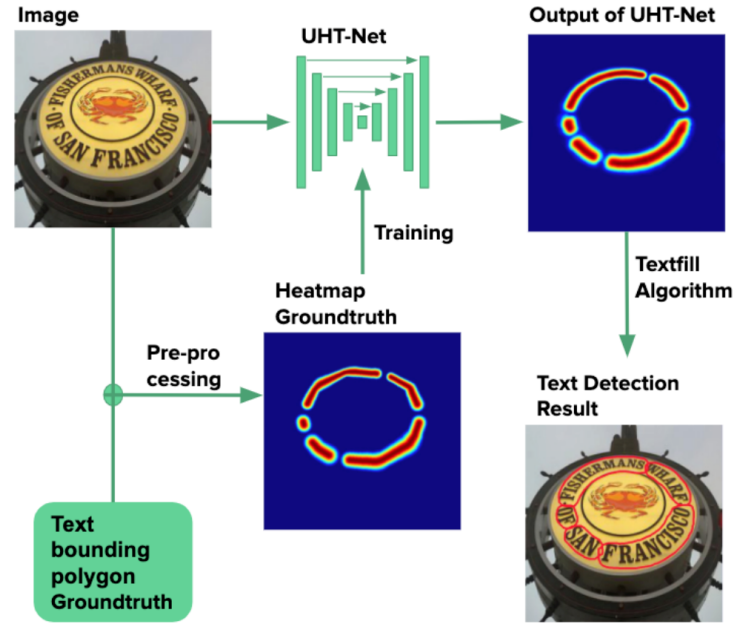 Image
UHT-Net
Output of UHT-Net
· FISHERMANS WHARF ·
OF SAN FRANCISCO
Training
Textfill
Algorithm
Heatmap
Groundtruth
Pre-pro
cessing
Text Detection
Result
FISHERMANS WHARF
OF SAN FRANCISCO
Text
bounding
polygon
Groundtruth